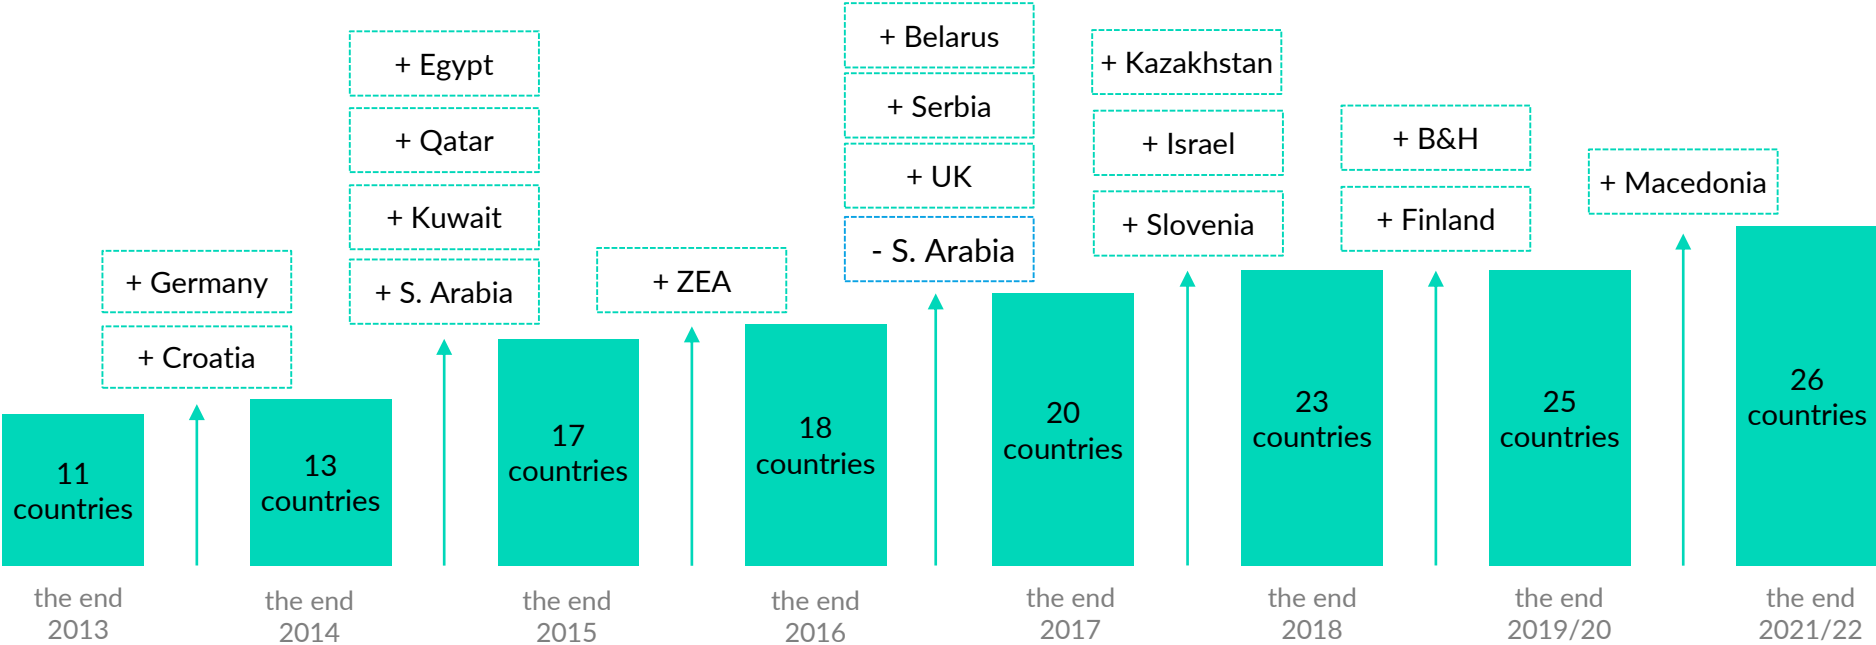 + Germany
+ Croatia
+ Egypt
+ Qatar
+ Kuwait
+ S. Arabia
+ ZEA
+ Belarus
+ Serbia
+ UK
- S. Arabia
+ Kazakhstan
+ Israel
+ Slovenia
+ B&H
+ Finland
+ Macedonia
11
countries
13
countries
17
countries
18
countries
20
countries
23
countries
25
countries
26
countries
the end
2013
the end
2014
the end
2015
the end
2016
the end
2017
the end
2018
the end
2019/20
the end
2021/22